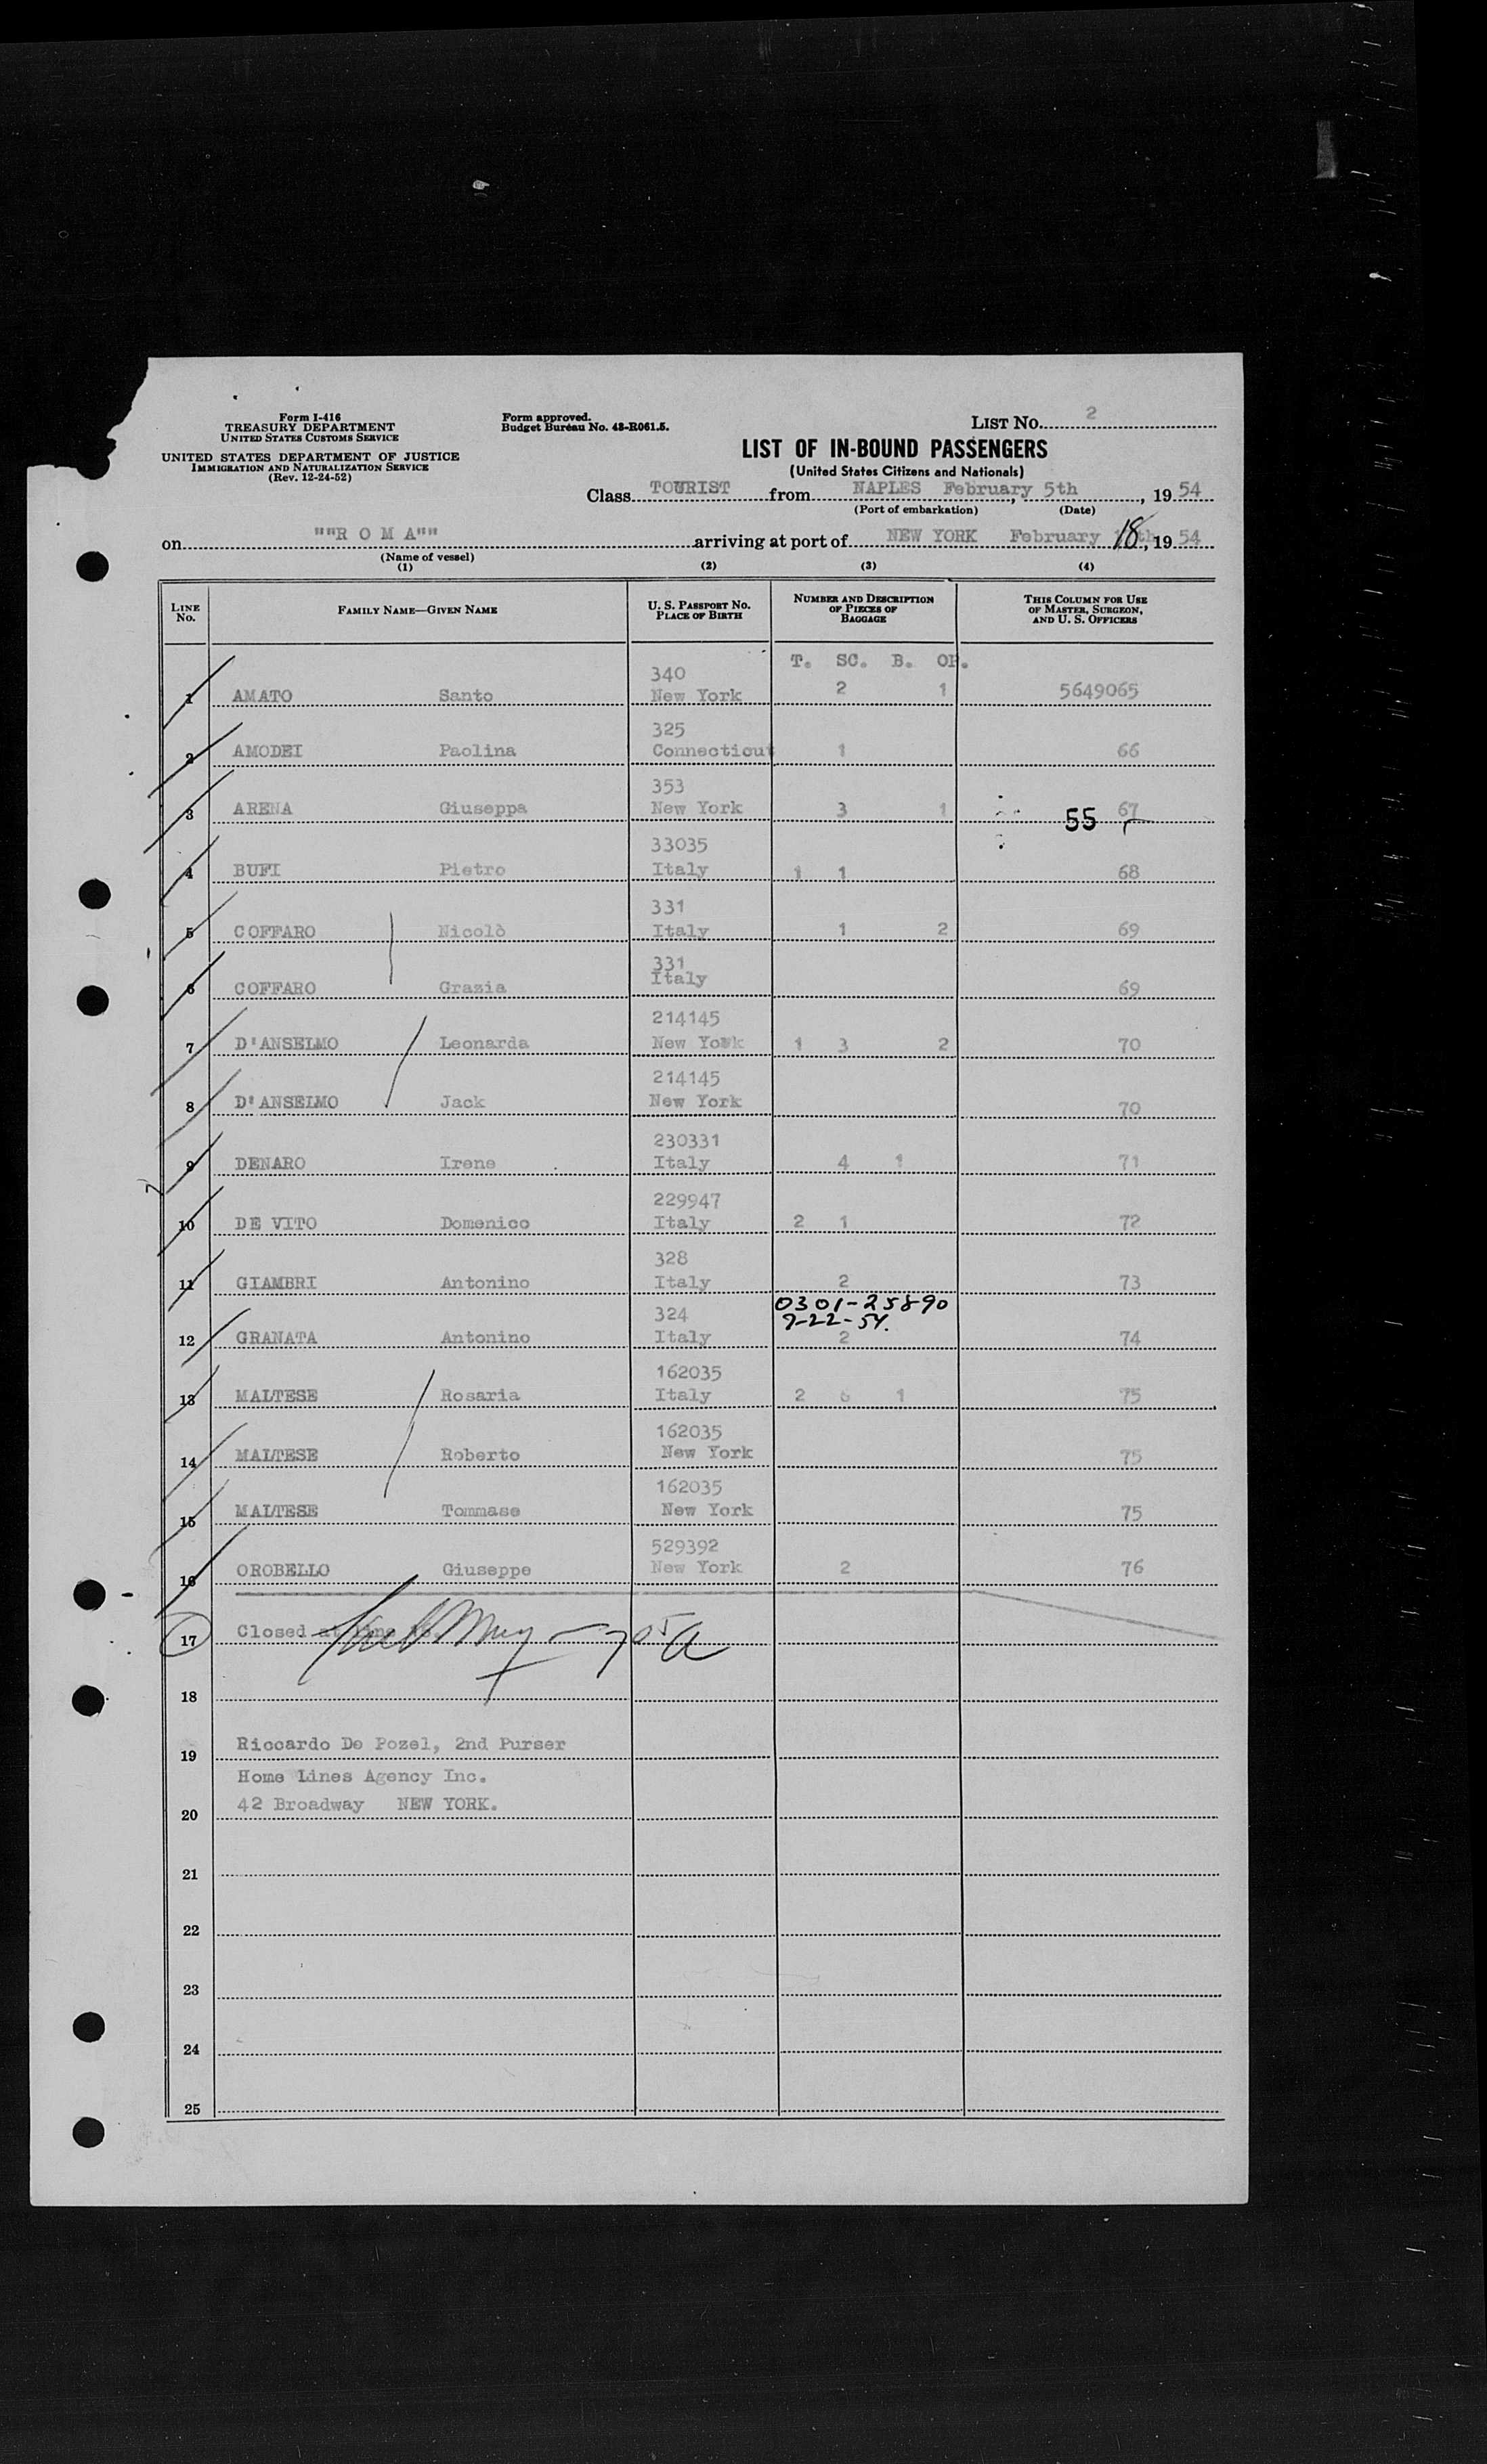 Form I-416
TREASURY DEPARTMENT
UNITED STATES CUSTOMS SERVICE
UNITED STATES DEPARTMENT OF JUSTICE
IMMIGRATION AND NATURALIZATION SERVICE
(Rev. 12-24-52)
Form approved.
Budget Bureau No. 43-R061.5.
LIST NO. 2
LIST OF IN-BOUND PASSENGERS
(United States Citizens and Nationals)
Class TOURIST from NAPLES February 5th, 19 54
(Port of embarkation) (Date)
on ""R O M A"" arriving at port of NEW YORK February 18th, 19 54
(Name of vessel)
(1) (2) (3) (4)
LINE No. FAMILY NAME—GIVEN NAME U. S. PASSPORT NO. PLACE OF BIRTH NUMBER AND DESCRIPTION OF PIECES OF BAGGAGE THIS COLUMN FOR USE OF MASTER, SURGEON, AND U. S. OFFICERS
T. SC. B. OP.
340
1 AMATO Santo New York 2 1 5649065
325
2 AMODEI Paolina Connecticut 1 66
353
3 ARENA Giuseppa New York 3 1 67
55
33035
4 BUFI Pietro Italy 1 1 68
331
5 COFFARO Nicolò Italy 1 2 69
331
6 COFFARO Grazia Italy 69
214145
7 D'ANSELMO Leonarda New York 1 3 2 70
214145
8 D'ANSELMO Jack New York 70
230331
9 DENARO Irene Italy 4 1 71
229947
10 DE VITO Domenico Italy 2 1 72
328
11 GIAMBRI Antonino Italy 2 73
0301-25890
324 9-22-54.
12 GRANATA Antonino Italy 2 74
162035
13 MALTESE Rosaria Italy 2 6 1 75
162035
14 MALTESE Roberto New York 75
162035
15 MALTESE Tommase New York 75
529392
16 OROBELLO Giuseppe New York 2 76
17 Closed at line 16.
18
19 Riccardo De Pozel, 2nd Purser
Home Lines Agency Inc.
20 42 Broadway NEW YORK.
21
22
23
24
25